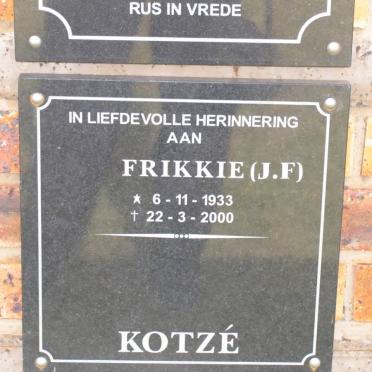 RUS IN VREDE
IN LIEFDEVOLLE HERINNERING
AAN
FRIKKIE (J.F)
* 6 - 11 - 1933
† 22 - 3 - 2000
KOTZÉ